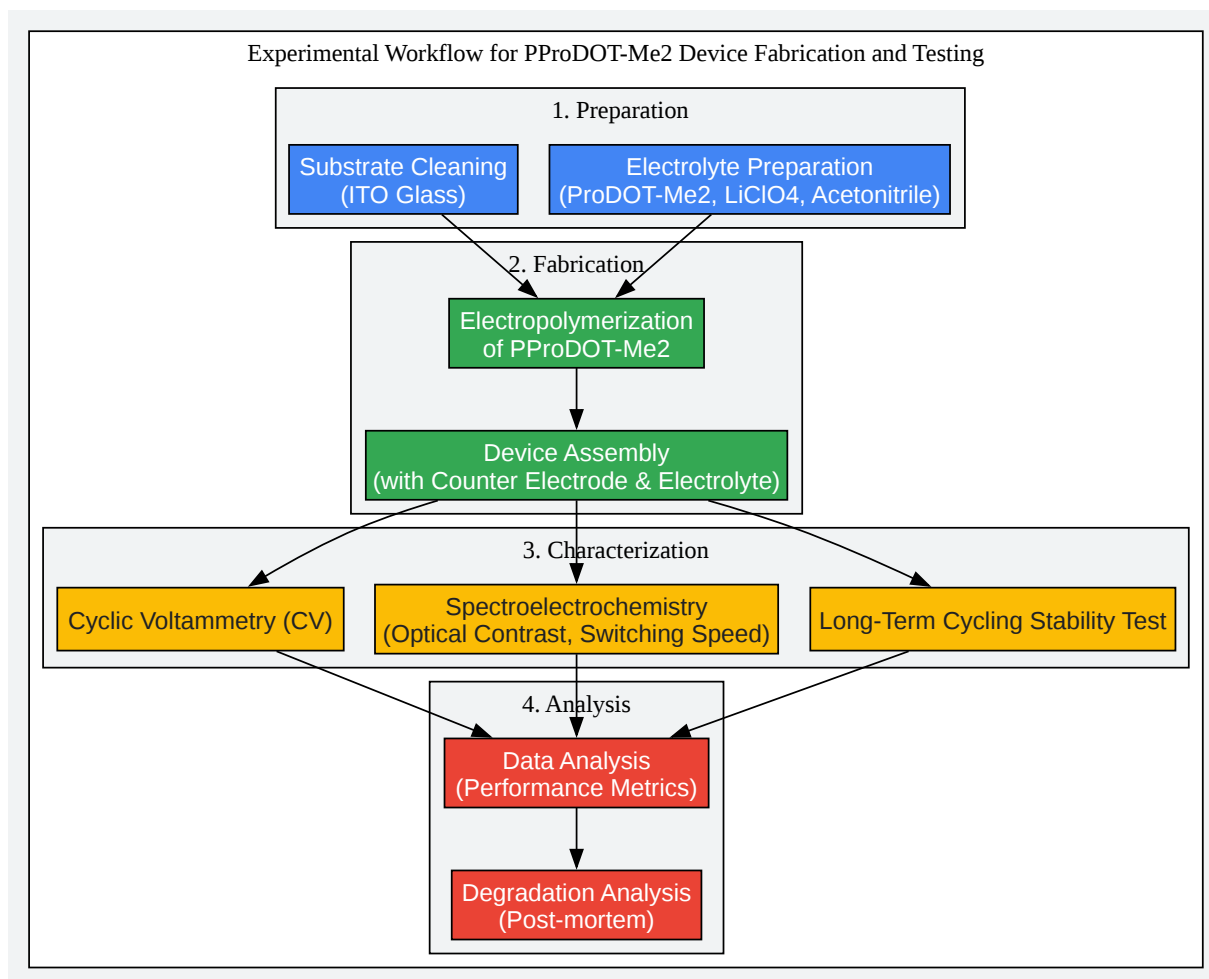 Experimental Workflow for PProDOT-Me2 Device Fabrication and Testing
1. Preparation
Substrate Cleaning
(ITO Glass)
Electrolyte Preparation
(ProDOT-Me2, LiClO4, Acetonitrile)
2. Fabrication
Electropolymerization
of PProDOT-Me2
Device Assembly
(with Counter Electrode & Electrolyte)
3. Characterization
Cyclic Voltammetry (CV)
Spectroelectrochemistry
(Optical Contrast, Switching Speed)
Long-Term Cycling Stability Test
4. Analysis
Data Analysis
(Performance Metrics)
Degradation Analysis
(Post-mortem)